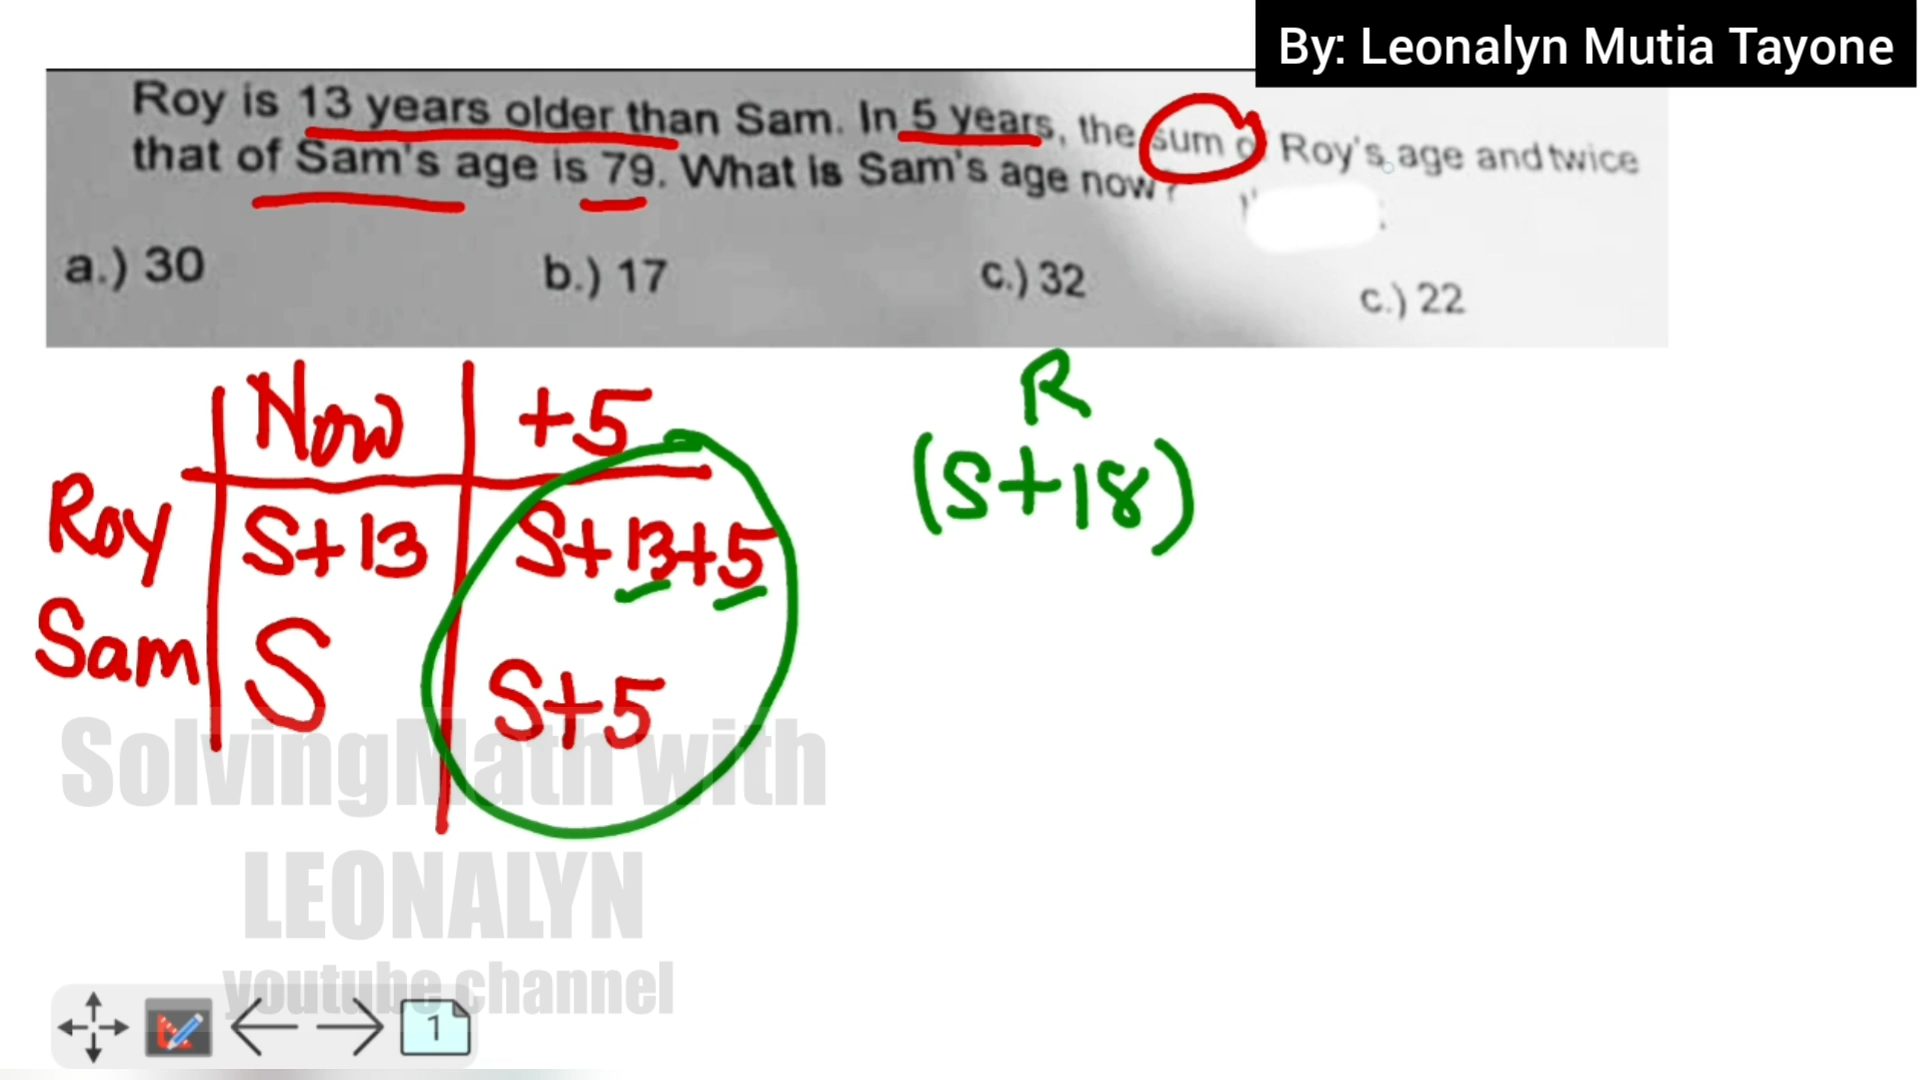 By: Leonalyn Mutia Tayone
Roy is 13 years older than Sam. In 5 years, the sum Roy's age and twice
that of Sam's age is 79. What is Sam's age now?
a.) 30 b.) 17 c.) 32 c.) 22
Now +5
Roy S+13 S+13+5
Sam S S+5
R
(S+18)
SolvingMath with
LEONALYN
youtube channel
1